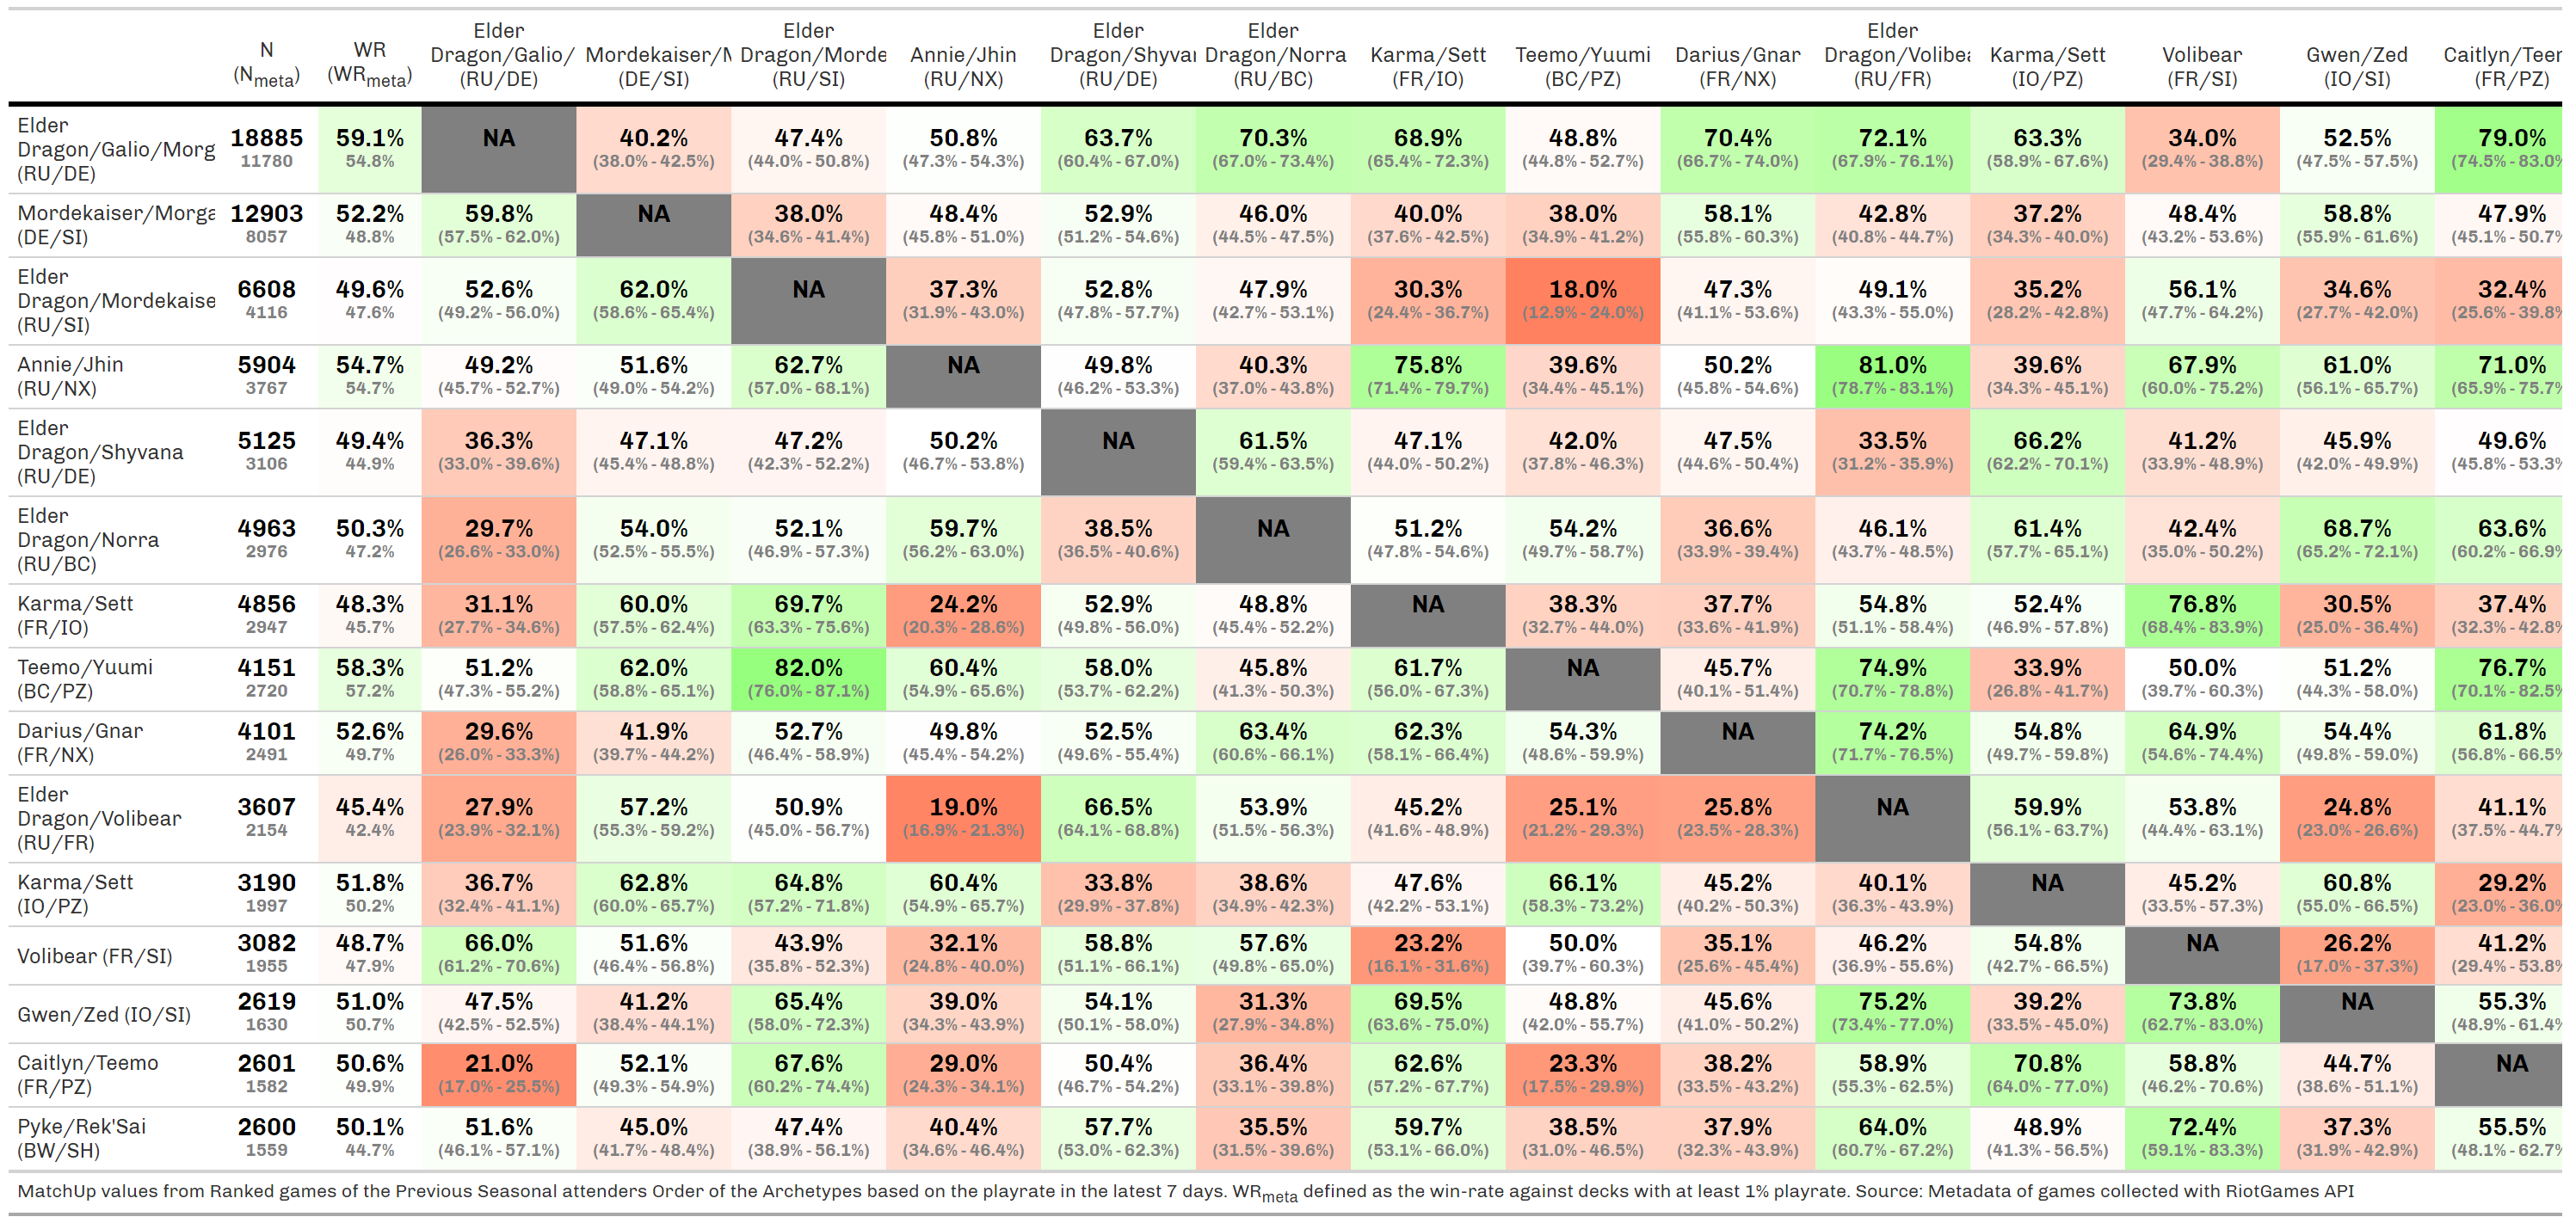 Elder Elder Elder Elder Elder
N WR Dragon/Galio/ Mordekaiser/M Dragon/Morde Annie/Jhin Dragon/Shyvar Dragon/Norra Karma/Sett Teemo/Yuumi Darius/Gnar Dragon/Volibea Karma/Sett Volibear Gwen/Zed Caitlyn/Teer
(Nmeta) (WRmeta) (RU/DE) (DE/SI) (RU/SI) (RU/NX) (RU/DE) (RU/BC) (FR/IO) (BC/PZ) (FR/NX) (RU/FR) (IO/PZ) (FR/SI) (IO/SI) (FR/PZ)
Elder
Dragon/Galio/Morg
(RU/DE)
18885 59.1% NA 40.2% 47.4% 50.8% 63.7% 70.3% 68.9% 48.8% 70.4% 72.1% 63.3% 34.0% 52.5% 79.0%
11780 54.8% (38.0% - 42.5%) (44.0% - 50.8%) (47.3% - 54.3%) (60.4% - 67.0%) (67.0% - 73.4%) (65.4% - 72.3%) (44.8% - 52.7%) (66.7% - 74.0%) (67.9% - 76.1%) (58.9% - 67.6%) (29.4% - 38.8%) (47.5% - 57.5%) (74.5% - 83.0%
Mordekaiser/Morga 12903 52.2% 59.8% NA 38.0% 48.4% 52.9% 46.0% 40.0% 38.0% 58.1% 42.8% 37.2% 48.4% 58.8% 47.9%
(DE/SI) 8057 48.8% (57.5% - 62.0%) (34.6% - 41.4%) (45.8% - 51.0%) (51.2% - 54.6%) (44.5% - 47.5%) (37.6% - 42.5%) (34.9% - 41.2%) (55.8% - 60.3%) (40.8% - 44.7%) (34.3% - 40.0%) (43.2% - 53.6%) (55.9% - 61.6%) (45.1% - 50.7%
Elder
Dragon/Mordekaise
(RU/SI)
6608 49.6% 52.6% 62.0% NA 37.3% 52.8% 47.9% 30.3% 18.0% 47.3% 49.1% 35.2% 56.1% 34.6% 32.4%
4116 47.6% (49.2% - 56.0%) (58.6% - 65.4%) (31.9% - 43.0%) (47.8% - 57.7%) (42.7% - 53.1%) (24.4% - 36.7%) (12.9% - 24.0%) (41.1% - 53.6%) (43.3% - 55.0%) (28.2% - 42.8%) (47.7% - 64.2%) (27.7% - 42.0%) (25.6% - 39.8%
Annie/Jhin 5904 54.7% 49.2% 51.6% 62.7% NA 49.8% 40.3% 75.8% 39.6% 50.2% 81.0% 39.6% 67.9% 61.0% 71.0%
(RU/NX) 3767 54.7% (45.7% - 52.7%) (49.0% - 54.2%) (57.0% - 68.1%) (46.2% - 53.3%) (37.0% - 43.8%) (71.4% - 79.7%) (34.4% - 45.1%) (45.8% - 54.6%) (78.7% - 83.1%) (34.3% - 45.1%) (60.0% - 75.2%) (56.1% - 65.7%) (65.9% - 75.7%
Elder
Dragon/Shyvana
(RU/DE)
5125 49.4% 36.3% 47.1% 47.2% 50.2% NA 61.5% 47.1% 42.0% 47.5% 33.5% 66.2% 41.2% 45.9% 49.6%
3106 44.9% (33.0% - 39.6%) (45.4% - 48.8%) (42.3% - 52.2%) (46.7% - 53.8%) (59.4% - 63.5%) (44.0% - 50.2%) (37.8% - 46.3%) (44.6% - 50.4%) (31.2% - 35.9%) (62.2% - 70.1%) (33.9% - 48.9%) (42.0% - 49.9%) (45.8% - 53.3%
Elder
Dragon/Norra
(RU/BC)
4963 50.3% 29.7% 54.0% 52.1% 59.7% 38.5% NA 51.2% 54.2% 36.6% 46.1% 61.4% 42.4% 68.7% 63.6%
2976 47.2% (26.6% - 33.0%) (52.5% - 55.5%) (46.9% - 57.3%) (56.2% - 63.0%) (36.5% - 40.6%) (47.8% - 54.6%) (49.7% - 58.7%) (33.9% - 39.4%) (43.7% - 48.5%) (57.7% - 65.1%) (35.0% - 50.2%) (65.2% - 72.1%) (60.2% - 66.9%
Karma/Sett 4856 48.3% 31.1% 60.0% 69.7% 24.2% 52.9% 48.8% NA 38.3% 37.7% 54.8% 52.4% 76.8% 30.5% 37.4%
(FR/IO) 2947 45.7% (27.7% - 34.6%) (57.5% - 62.4%) (63.3% - 75.6%) (20.3% - 28.6%) (49.8% - 56.0%) (45.4% - 52.2%) (32.7% - 44.0%) (33.6% - 41.9%) (51.1% - 58.4%) (46.9% - 57.8%) (68.4% - 83.9%) (25.0% - 36.4%) (32.3% - 42.8%
Teemo/Yuumi 4151 58.3% 51.2% 62.0% 82.0% 60.4% 58.0% 45.8% 61.7% NA 45.7% 74.9% 33.9% 50.0% 51.2% 76.7%
(BC/PZ) 2720 57.2% (47.3% - 55.2%) (58.8% - 65.1%) (76.0% - 87.1%) (54.9% - 65.6%) (53.7% - 62.2%) (41.3% - 50.3%) (56.0% - 67.3%) (40.1% - 51.4%) (70.7% - 78.8%) (26.8% - 41.7%) (39.7% - 60.3%) (44.3% - 58.0%) (70.1% - 82.5%
Darius/Gnar 4101 52.6% 29.6% 41.9% 52.7% 49.8% 52.5% 63.4% 62.3% 54.3% NA 74.2% 54.8% 64.9% 54.4% 61.8%
(FR/NX) 2491 49.7% (26.0% - 33.3%) (39.7% - 44.2%) (46.4% - 58.9%) (45.4% - 54.2%) (49.6% - 55.4%) (60.6% - 66.1%) (58.1% - 66.4%) (48.6% - 59.9%) (71.7% - 76.5%) (49.7% - 59.8%) (54.6% - 74.4%) (49.8% - 59.0%) (56.8% - 66.5%
Elder
Dragon/Volibear
(RU/FR)
3607 45.4% 27.9% 57.2% 50.9% 19.0% 66.5% 53.9% 45.2% 25.1% 25.8% NA 59.9% 53.8% 24.8% 41.1%
2154 42.4% (23.9% - 32.1%) (55.3% - 59.2%) (45.0% - 56.7%) (16.9% - 21.3%) (64.1% - 68.8%) (51.5% - 56.3%) (41.6% - 48.9%) (21.2% - 29.3%) (23.5% - 28.3%) (56.1% - 63.7%) (44.4% - 63.1%) (23.0% - 26.6%) (37.5% - 44.7%
Karma/Sett 3190 51.8% 36.7% 62.8% 64.8% 60.4% 33.8% 38.6% 47.6% 66.1% 45.2% 40.1% NA 45.2% 60.8% 29.2%
(IO/PZ) 1997 50.2% (32.4% - 41.1%) (60.0% - 65.7%) (57.2% - 71.8%) (54.9% - 65.7%) (29.9% - 37.8%) (34.9% - 42.3%) (42.2% - 53.1%) (58.3% - 73.2%) (40.2% - 50.3%) (36.3% - 43.9%) (33.5% - 57.3%) (55.0% - 66.5%) (23.0% - 36.0%
Volibear (FR/SI) 3082 48.7% 66.0% 51.6% 43.9% 32.1% 58.8% 57.6% 23.2% 50.0% 35.1% 46.2% 54.8% NA 26.2% 41.2%
1955 47.9% (61.2% - 70.6%) (46.4% - 56.8%) (35.8% - 52.3%) (24.8% - 40.0%) (51.1% - 66.1%) (49.8% - 65.0%) (16.1% - 31.6%) (39.7% - 60.3%) (25.6% - 45.4%) (36.9% - 55.6%) (42.7% - 66.5%) (17.0% - 37.3%) (29.4% - 53.8%
Gwen/Zed (IO/SI) 2619 51.0% 47.5% 41.2% 65.4% 39.0% 54.1% 31.3% 69.5% 48.8% 45.6% 75.2% 39.2% 73.8% NA 55.3%
1630 50.7% (42.5% - 52.5%) (38.4% - 44.1%) (58.0% - 72.3%) (34.3% - 43.9%) (50.1% - 58.0%) (27.9% - 34.8%) (63.6% - 75.0%) (42.0% - 55.7%) (41.0% - 50.2%) (73.4% - 77.0%) (33.5% - 45.0%) (62.7% - 83.0%) (48.9% - 61.4%
Caitlyn/Teemo 2601 50.6% 21.0% 52.1% 67.6% 29.0% 50.4% 36.4% 62.6% 23.3% 38.2% 58.9% 70.8% 58.8% 44.7% NA
(FR/PZ) 1582 49.9% (17.0% - 25.5%) (49.3% - 54.9%) (60.2% - 74.4%) (24.3% - 34.1%) (46.7% - 54.2%) (33.1% - 39.8%) (57.2% - 67.7%) (17.5% - 29.9%) (33.5% - 43.2%) (55.3% - 62.5%) (64.0% - 77.0%) (46.2% - 70.6%) (38.6% - 51.1%)
Pyke/Rek'Sai 2600 50.1% 51.6% 45.0% 47.4% 40.4% 57.7% 35.5% 59.7% 38.5% 37.9% 64.0% 48.9% 72.4% 37.3% 55.5%
(BW/SH) 1559 44.7% (46.1% - 57.1%) (41.7% - 48.4%) (38.9% - 56.1%) (34.6% - 46.4%) (53.0% - 62.3%) (31.5% - 39.6%) (53.1% - 66.0%) (31.0% - 46.5%) (32.3% - 43.9%) (60.7% - 67.2%) (41.3% - 56.5%) (59.1% - 83.3%) (31.9% - 42.9%) (48.1% - 62.7%
MatchUp values from Ranked games of the Previous Seasonal attenders Order of the Archetypes based on the playrate in the latest 7 days. WRmeta defined as the win-rate against decks with at least 1% playrate. Source: Metadata of games collected with RiotGames API